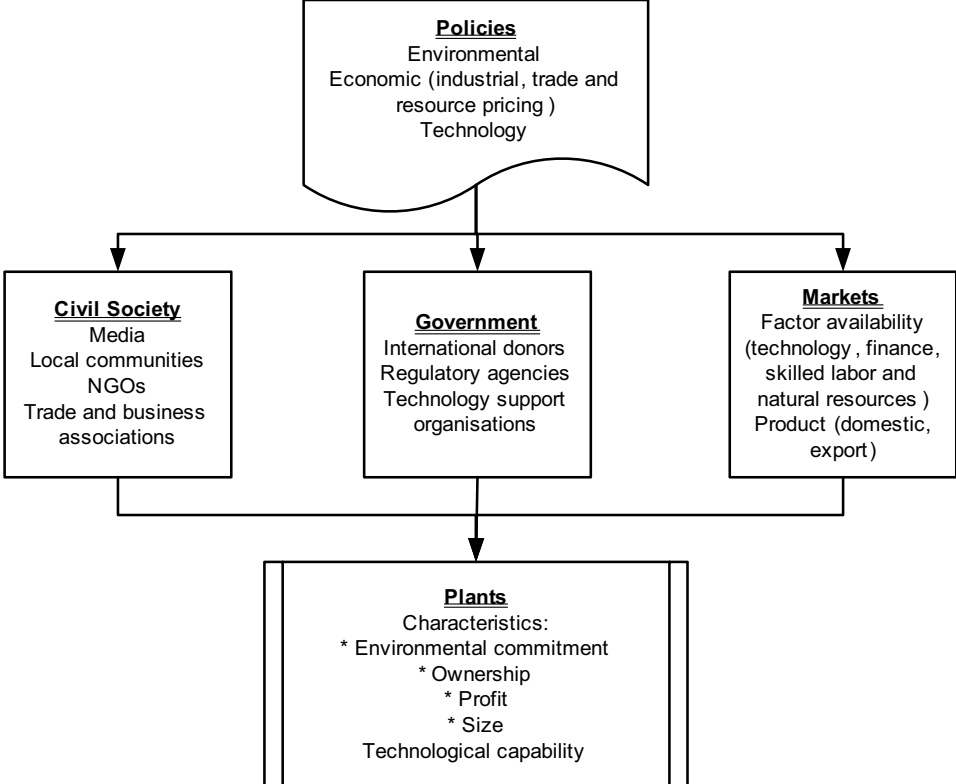 Policies
Environmental
Economic (industrial, trade and
resource pricing )
Technology
Civil Society
Media
Local communities
NGOs
Trade and business
associations
Government
International donors
Regulatory agencies
Technology support
organisations
Markets
Factor availability
(technology , finance,
skilled labor and
natural resources )
Product (domestic,
export)
Plants
Characteristics:
* Environmental commitment
* Ownership
* Profit
* Size
Technological capability